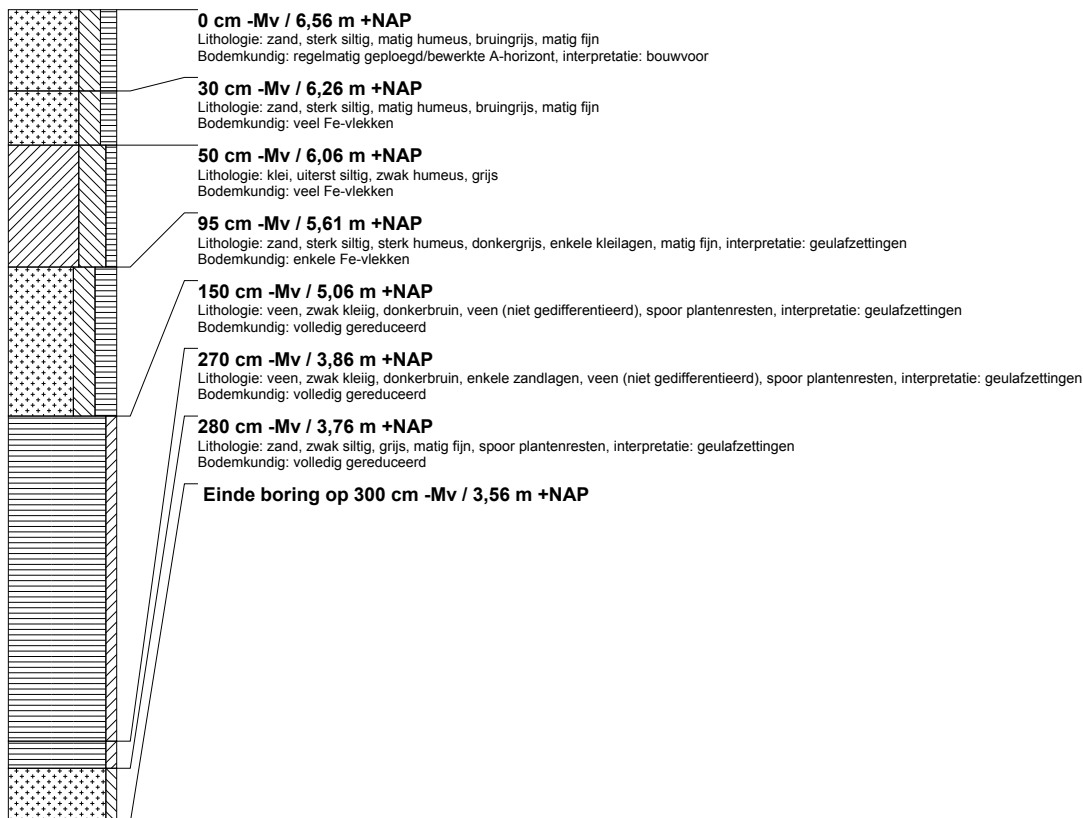 0 cm -Mv / 6,56 m +NAP
Lithologie: zand, sterk siltig, matig humeus, bruingrijs, matig fijn
Bodemkundig: regelmatig geploegd/bewerkte A-horizont, interpretatie: bouwvoor
30 cm -Mv / 6,26 m +NAP
Lithologie: zand, sterk siltig, matig humeus, bruingrijs, matig fijn
Bodemkundig: veel Fe-vlekken
50 cm -Mv / 6,06 m +NAP
Lithologie: klei, uiterst siltig, zwak humeus, grijs
Bodemkundig: veel Fe-vlekken
95 cm -Mv / 5,61 m +NAP
Lithologie: zand, sterk siltig, sterk humeus, donkergrijs, enkele kleilagen, matig fijn, interpretatie: geulafzettingen
Bodemkundig: enkele Fe-vlekken
150 cm -Mv / 5,06 m +NAP
Lithologie: veen, zwak kleiig, donkerbruin, veen (niet gedifferentieerd), spoor plantenresten, interpretatie: geulafzettingen
Bodemkundig: volledig gereduceerd
270 cm -Mv / 3,86 m +NAP
Lithologie: veen, zwak kleiig, donkerbruin, enkele zandlagen, veen (niet gedifferentieerd), spoor plantenresten, interpretatie: geulafzettingen
Bodemkundig: volledig gereduceerd
280 cm -Mv / 3,76 m +NAP
Lithologie: zand, zwak siltig, grijs, matig fijn, spoor plantenresten, interpretatie: geulafzettingen
Bodemkundig: volledig gereduceerd
Einde boring op 300 cm -Mv / 3,56 m +NAP